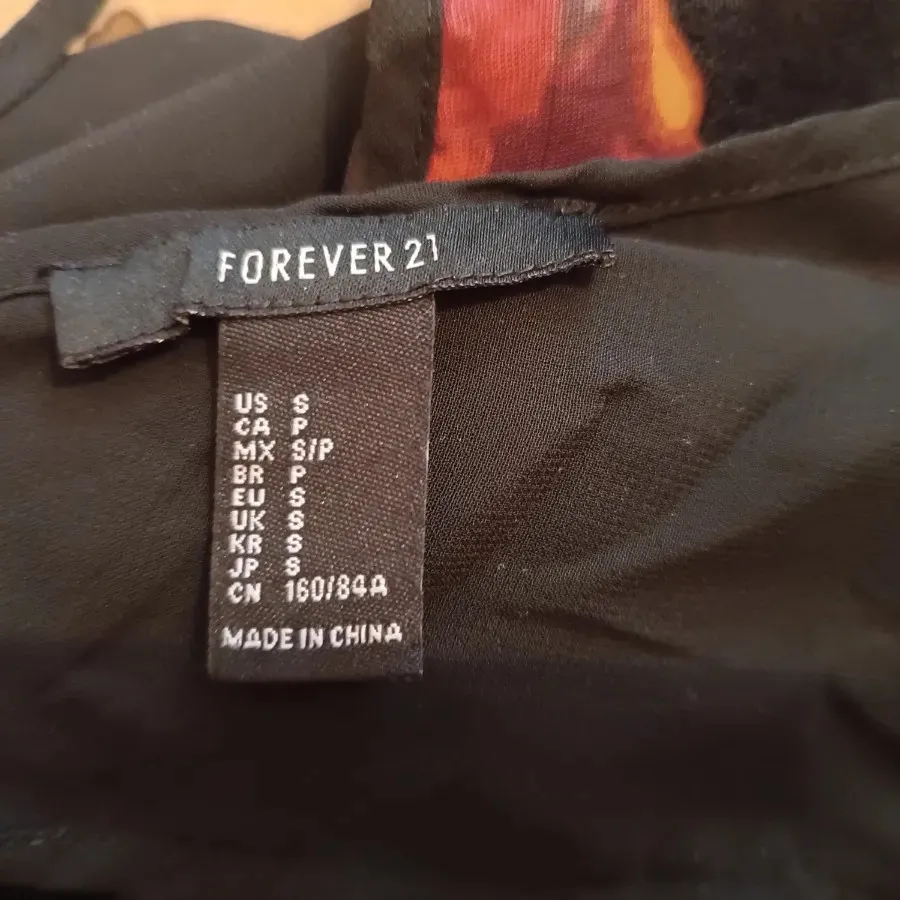 FOREVER 21
US S
CA P
MX S/P
BR P
EU S
UK S
KR S
JP S
CN 160/84A
MADE IN CHINA